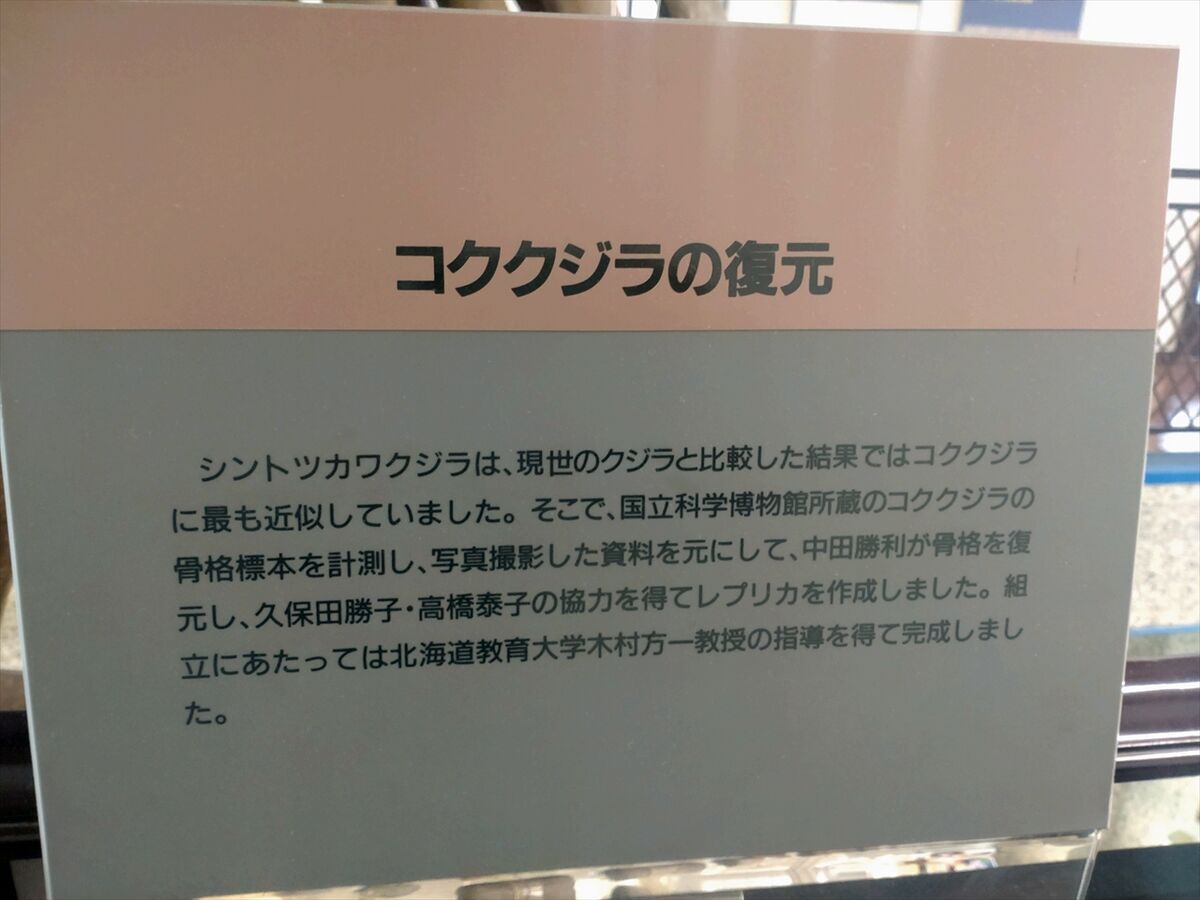 コククジラの復元
シントツカワクジラは、現世のクジラと比較した結果ではコククジラ
に最も近似していました。そこで、国立科学博物館所蔵のコククジラの
骨格標本を計測し、写真撮影した資料を元にして、中田勝利が骨格を復
元し、久保田勝子・高橋泰子の協力を得てレプリカを作成しました。組
立にあたっては北海道教育大学木村方一教授の指導を得て完成しまし
た。